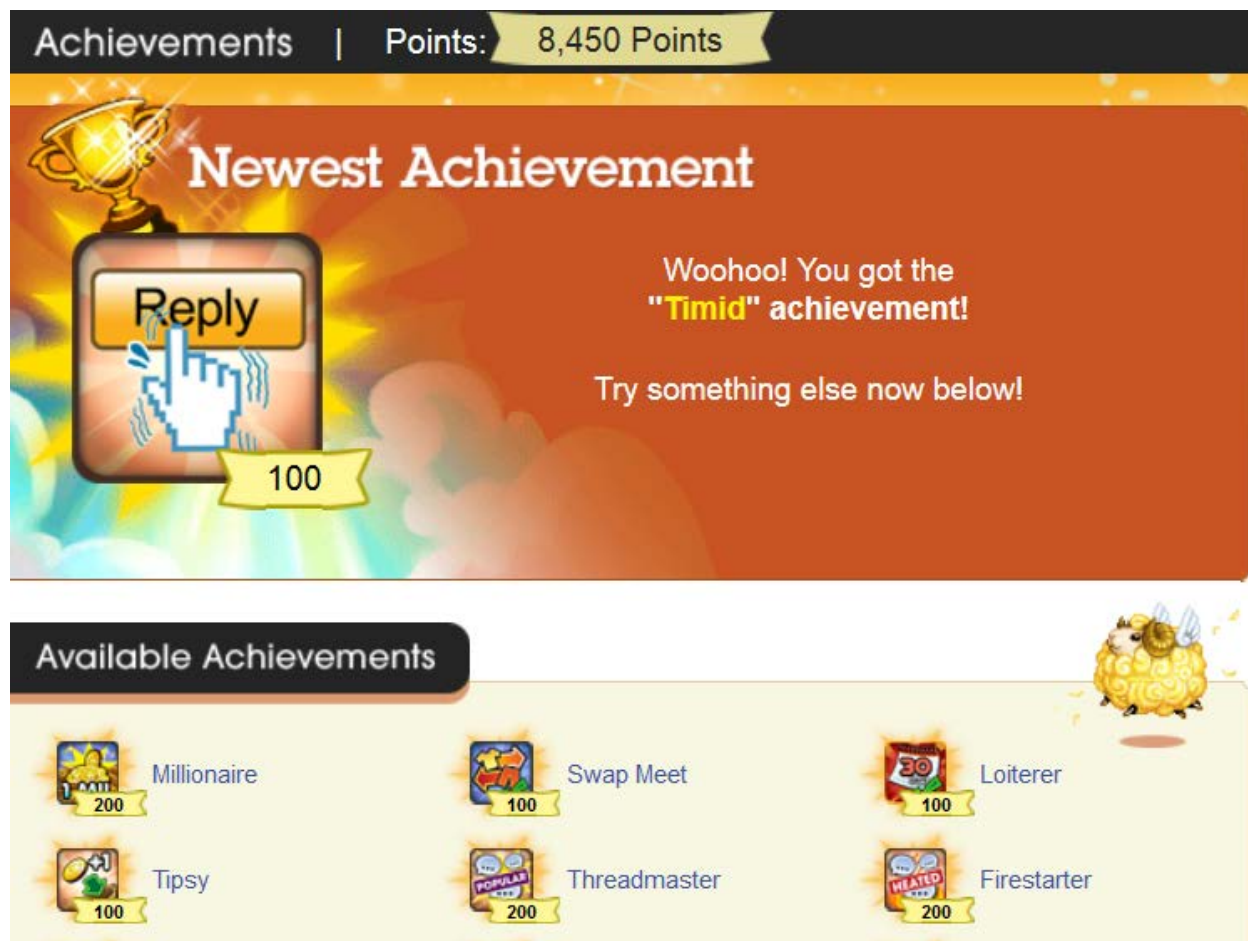 Achievements | Points: 8,450 Points
Newest Achievement
Reply
100
Woohoo! You got the
"Timid" achievement!
Try something else now below!
Available Achievements
200
Millionaire
100
Swap Meet
30
100
Loiterer
+1
100
Tipsy
POPULAR
200
Threadmaster
HEATED
200
Firestarter